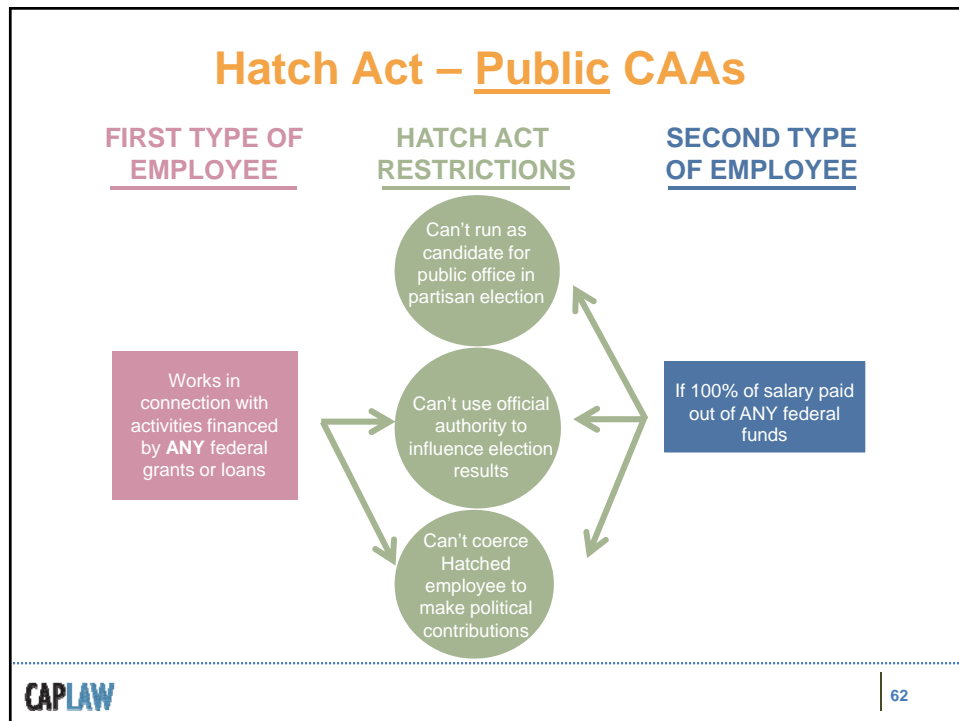 Hatch Act – Public CAAs
FIRST TYPE OF
EMPLOYEE
HATCH ACT
RESTRICTIONS
SECOND TYPE
OF EMPLOYEE
Can't run as
candidate for
public office in
partisan election
Works in
connection with
activities financed
by ANY federal
grants or loans
Can't use official
authority to
influence election
results
If 100% of salary paid
out of ANY federal
funds
Can't coerce
Hatched
employee to
make political
contributions
CAPLAW
62